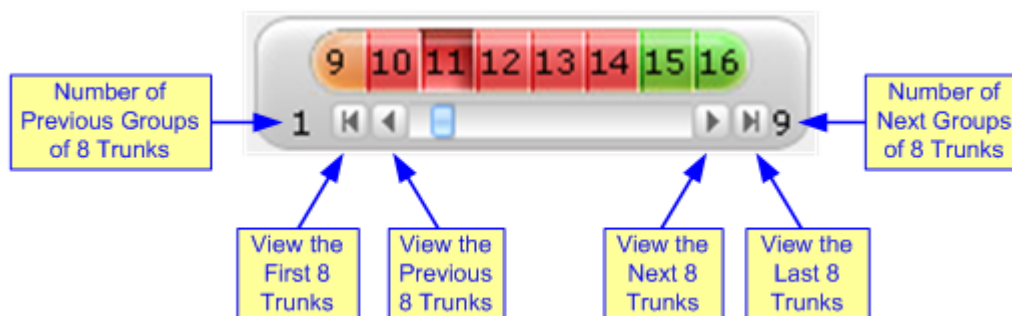 9 10 11 12 13 14 15 16
Number of
Previous Groups
of 8 Trunks
1
9
Number of
Next Groups
of 8 Trunks
View the
First 8
Trunks
View the
Previous
8 Trunks
View the
Next 8
Trunks
View the
Last 8
Trunks